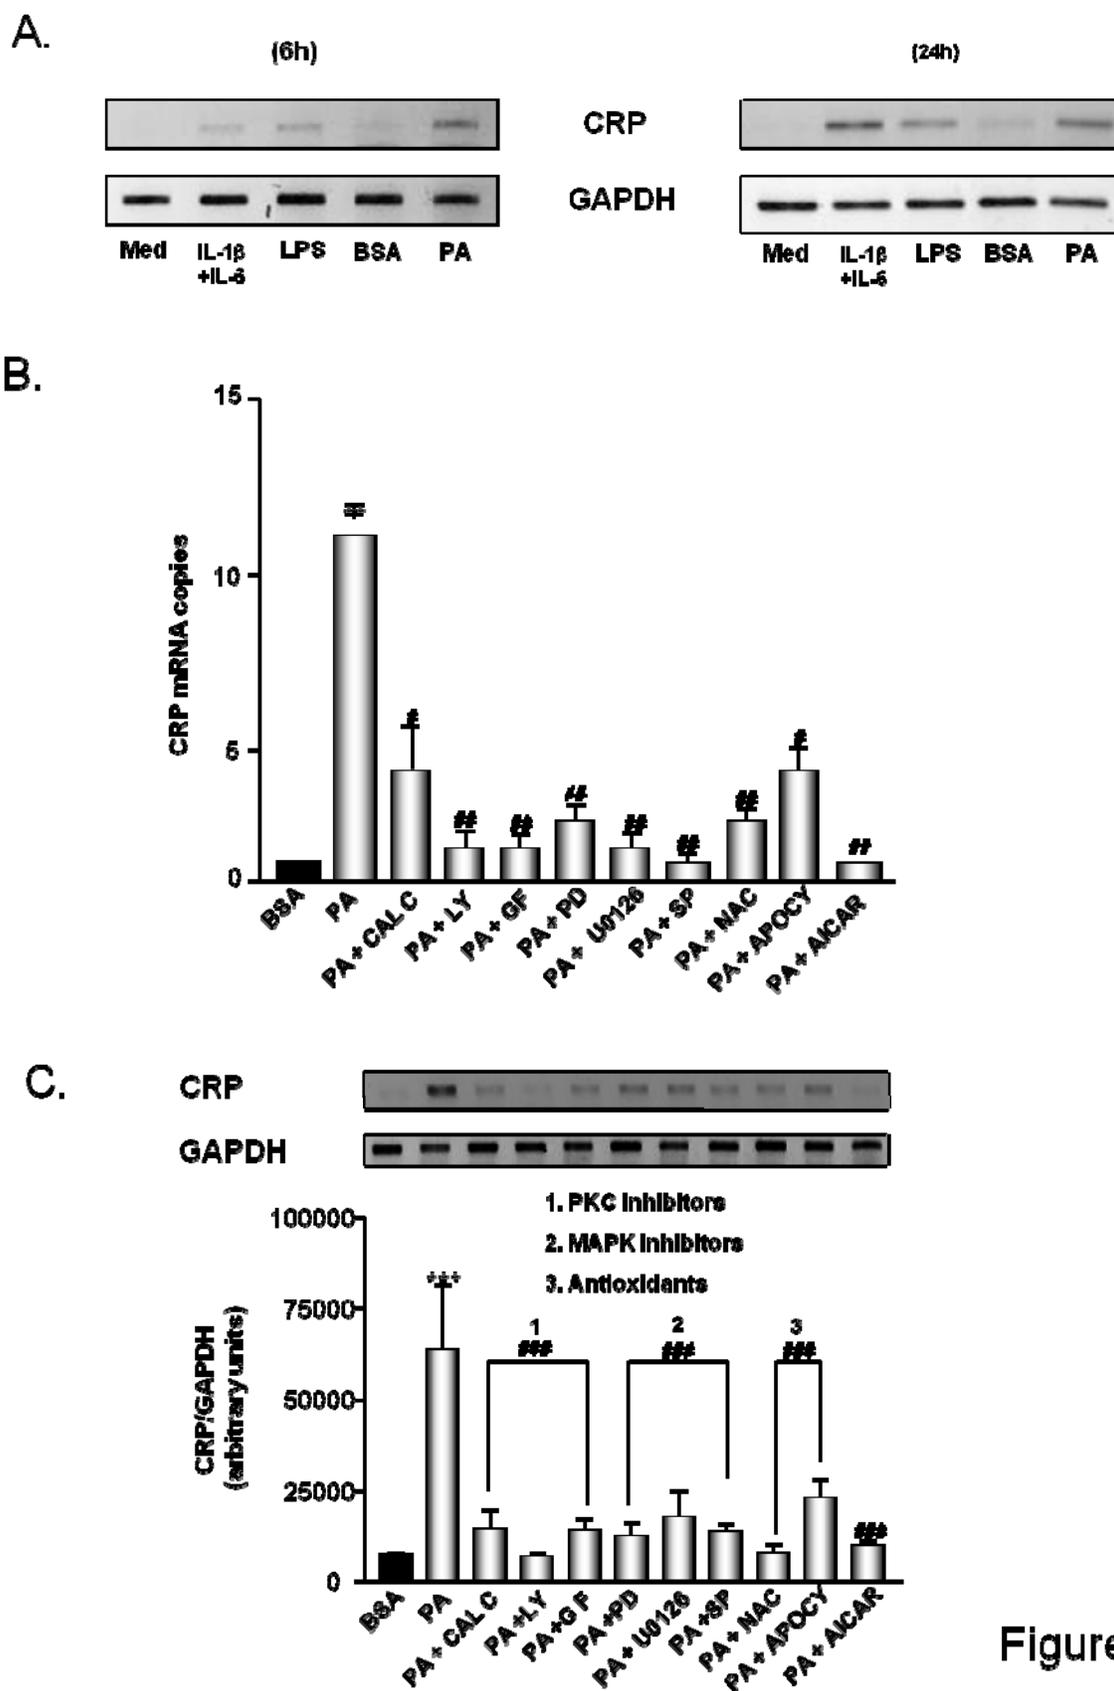 A.
(6h)
(24h)
CRP
GAPDH
Med IL-1β LPS BSA PA
+IL-6
Med IL-1β LPS BSA PA
+IL-6
B.
15
10
5
0
CRP mRNA copies
#
##
##
##
##
##
##
#
##
BSA
PA
PA + CALC
PA + LY
PA + GF
PA + PD
PA + U0126
PA + SP
PA + NAC
PA + APOCY
PA + AICAR
C.
CRP
GAPDH
1. PKC Inhibitors
2. MAPK Inhibitors
3. Antioxidants
100000
75000
50000
25000
0
CRP/GAPDH
(arbitrary units)
***
1
###
2
###
3
###
###
BSA
PA
PA + CALC
PA +LY
PA +GF
PA +PD
PA + U0126
PA +SP
PA + NAC
PA + APOCY
PA + AICAR
Figure